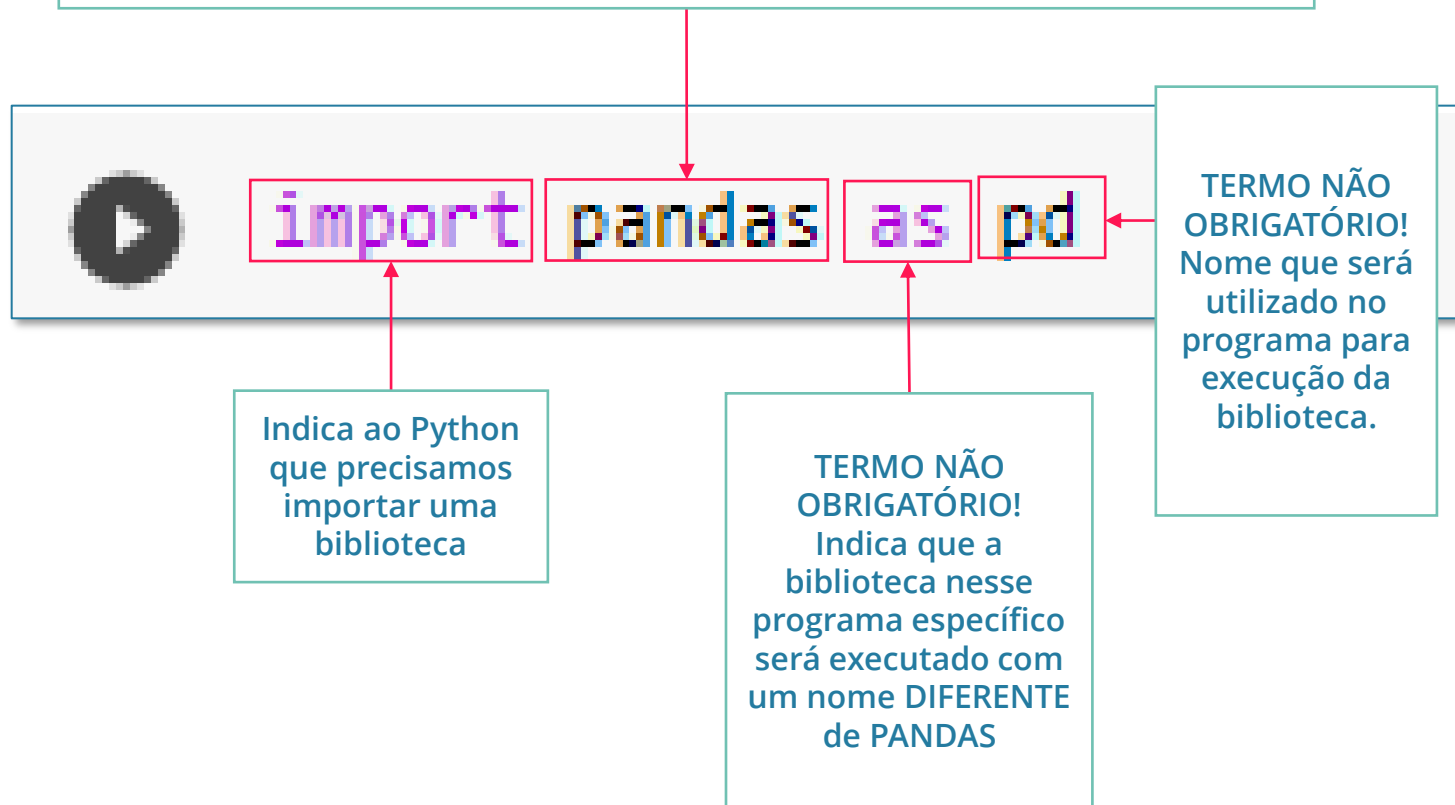 import pandas as pd
TERMO NÃO
OBRIGATÓRIO!
Nome que será
utilizado no
programa para
execução da
biblioteca.
Indica ao Python
que precisamos
importar uma
biblioteca
TERMO NÃO
OBRIGATÓRIO!
Indica que a
biblioteca nesse
programa específico
será executado com
um nome DIFERENTE
de PANDAS